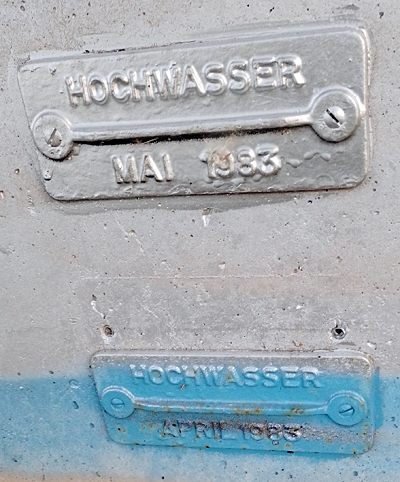 HOCHWASSER
MAI 1983
HOCHWASSER
APRIL 1983